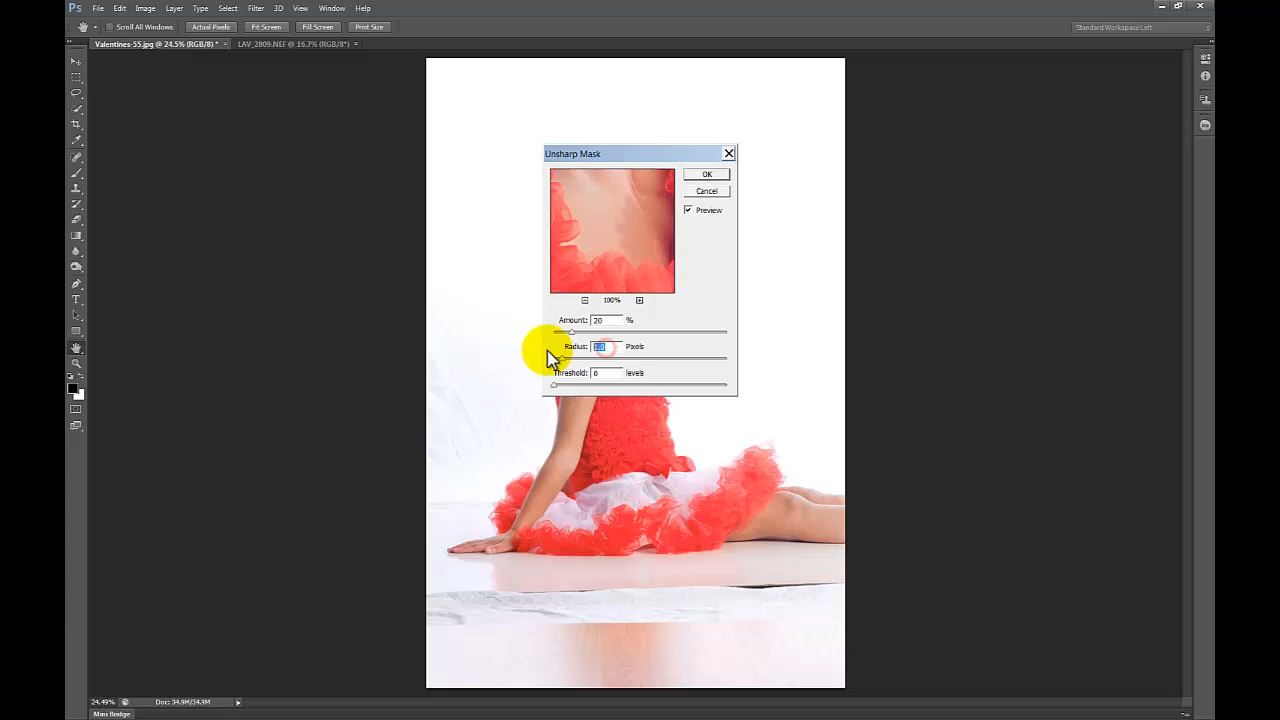 Ps File Edit Image Layer Type Select Filter 3D View Window Help
Scroll All Windows Actual Pixels Fit Screen Fill Screen Print Size Standard Workspace Left
Valentines-55.jpg @ 24.5% (RGB/8) * × LAV_2809.NEF @ 16.7% (RGB/8*) ×
Unsharp Mask
OK
Cancel
Preview
100%
Amount: 20 %
Radius: 1.0 Pixels
Threshold: 0 levels
24.49% Doc: 34.9M/34.9M
Mini Bridge